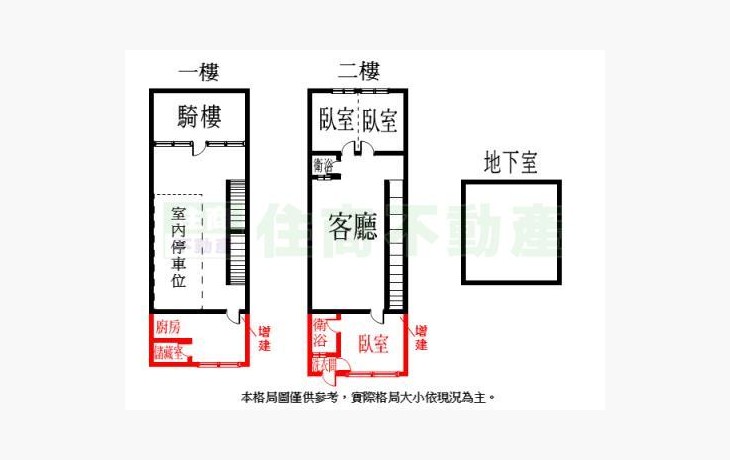 一樓
騎樓
室內停車位
廚房
儲藏室
增建
二樓
臥室
臥室
衛浴
客廳
衛浴
臥室
洗衣間
增建
地下室
住商不動產
本格局圖僅供參考，實際格局大小依現況為主。